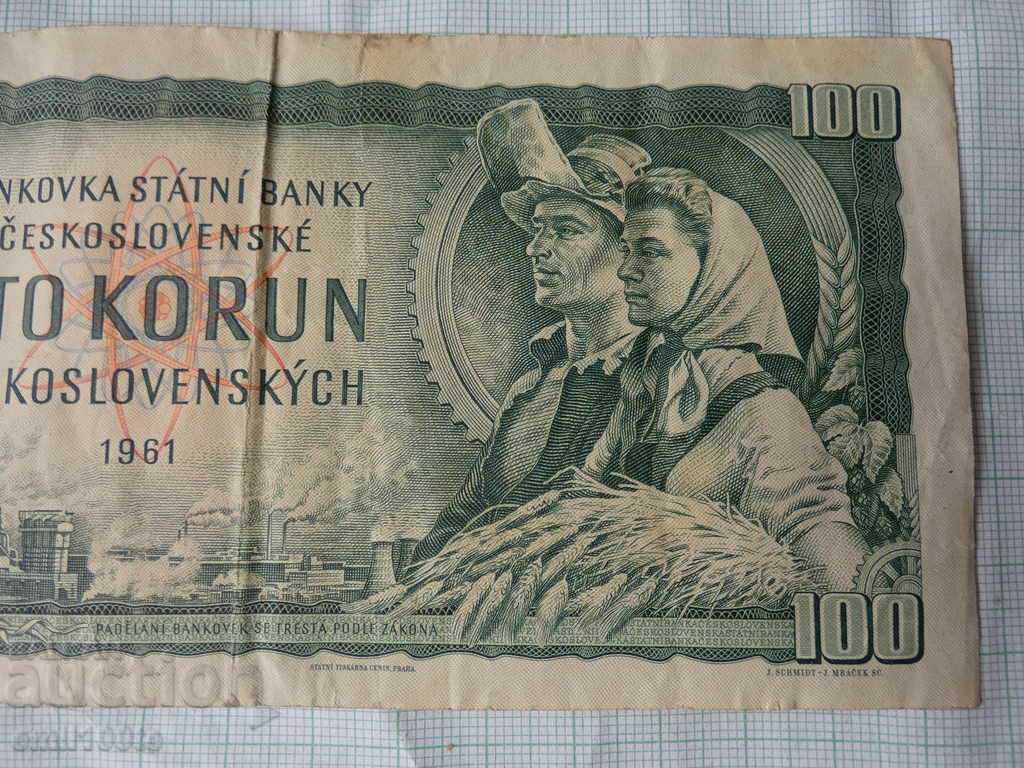 100
NKOVKA STÁTNÍ BANKY
ČESKOSLOVENSKÉ
TO KORUN
KOSLOVENSKÝCH
1961
PADĚLÁNÍ BANKOVEK SE TRESTÁ PODLE ZÁKONA
100
STÁTNÍ TISKÁRNA CENIN, PRAHA
J. SCHMIDT - J. MRÁČEK SC.
auction